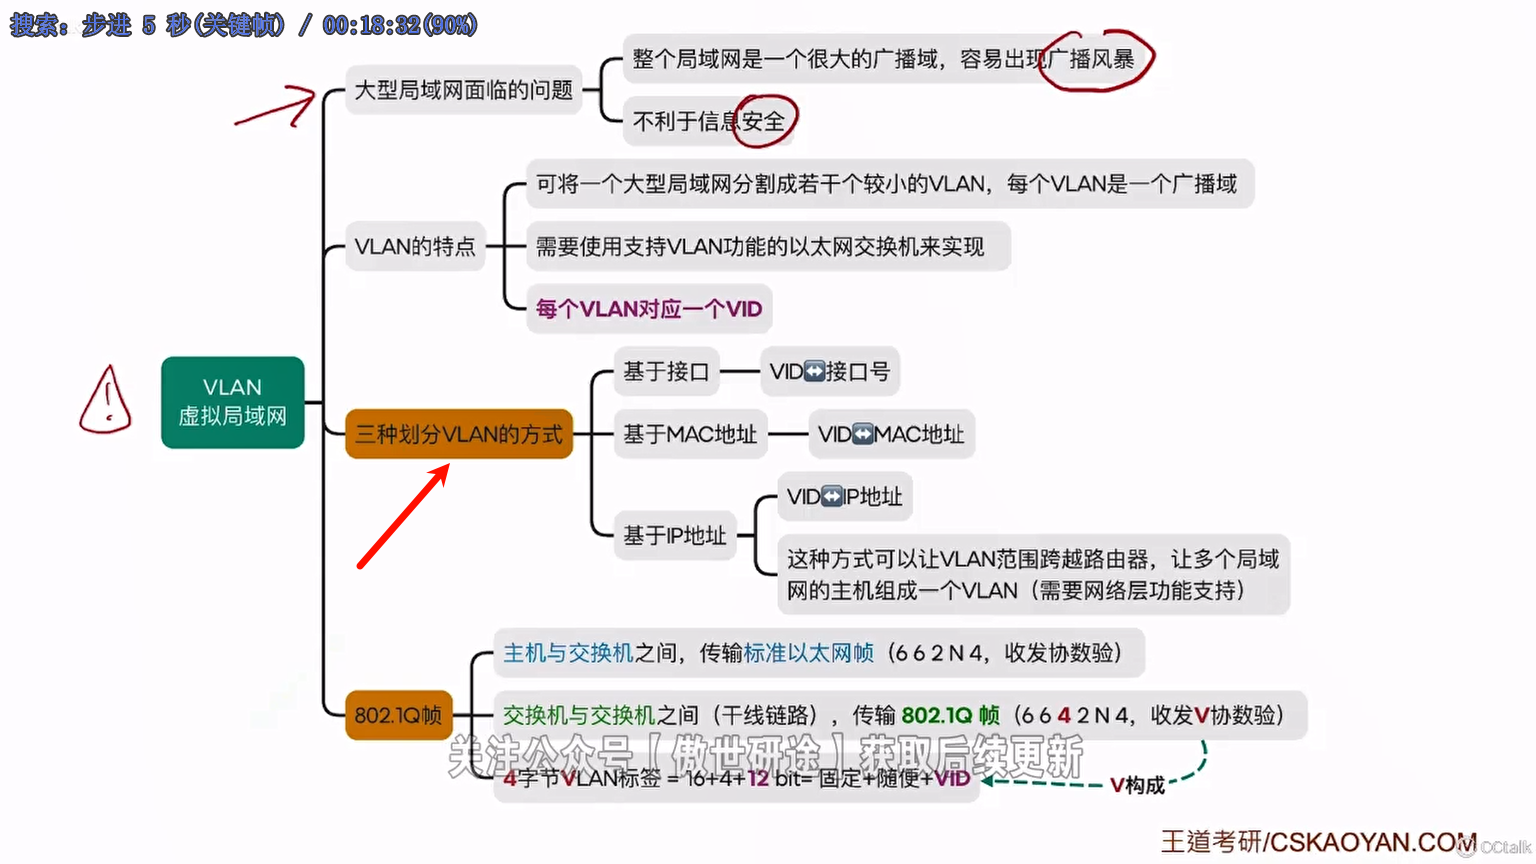 搜索: 步进 5 秒(关键帧) / 00:18:32(90%)
大型局域网面临的问题
整个局域网是一个很大的广播域，容易出现广播风暴
不利于信息安全
VLAN的特点
可将一个大型局域网分割成若干个较小的VLAN，每个VLAN是一个广播域
需要使用支持VLAN功能的以太网交换机来实现
每个VLAN对应一个VID
VLAN
虚拟局域网
三种划分VLAN的方式
基于接口
VID↔接口号
基于MAC地址
VID↔MAC地址
基于IP地址
VID↔IP地址
这种方式可以让VLAN范围跨越路由器，让多个局域
网的主机组成一个VLAN（需要网络层功能支持）
802.1Q帧
主机与交换机之间，传输标准以太网帧（6 6 2 N 4，收发协数验）
交换机与交换机之间（干线链路），传输 802.1Q 帧（6 6 4 2 N 4，收发V协数验）
关注公众号【傲世研途】获取后续更新
4字节VLAN标签 = 16+4+12 bit= 固定+随便+VID
V构成
王道考研/CSKAOYAN.COM
CCtalk